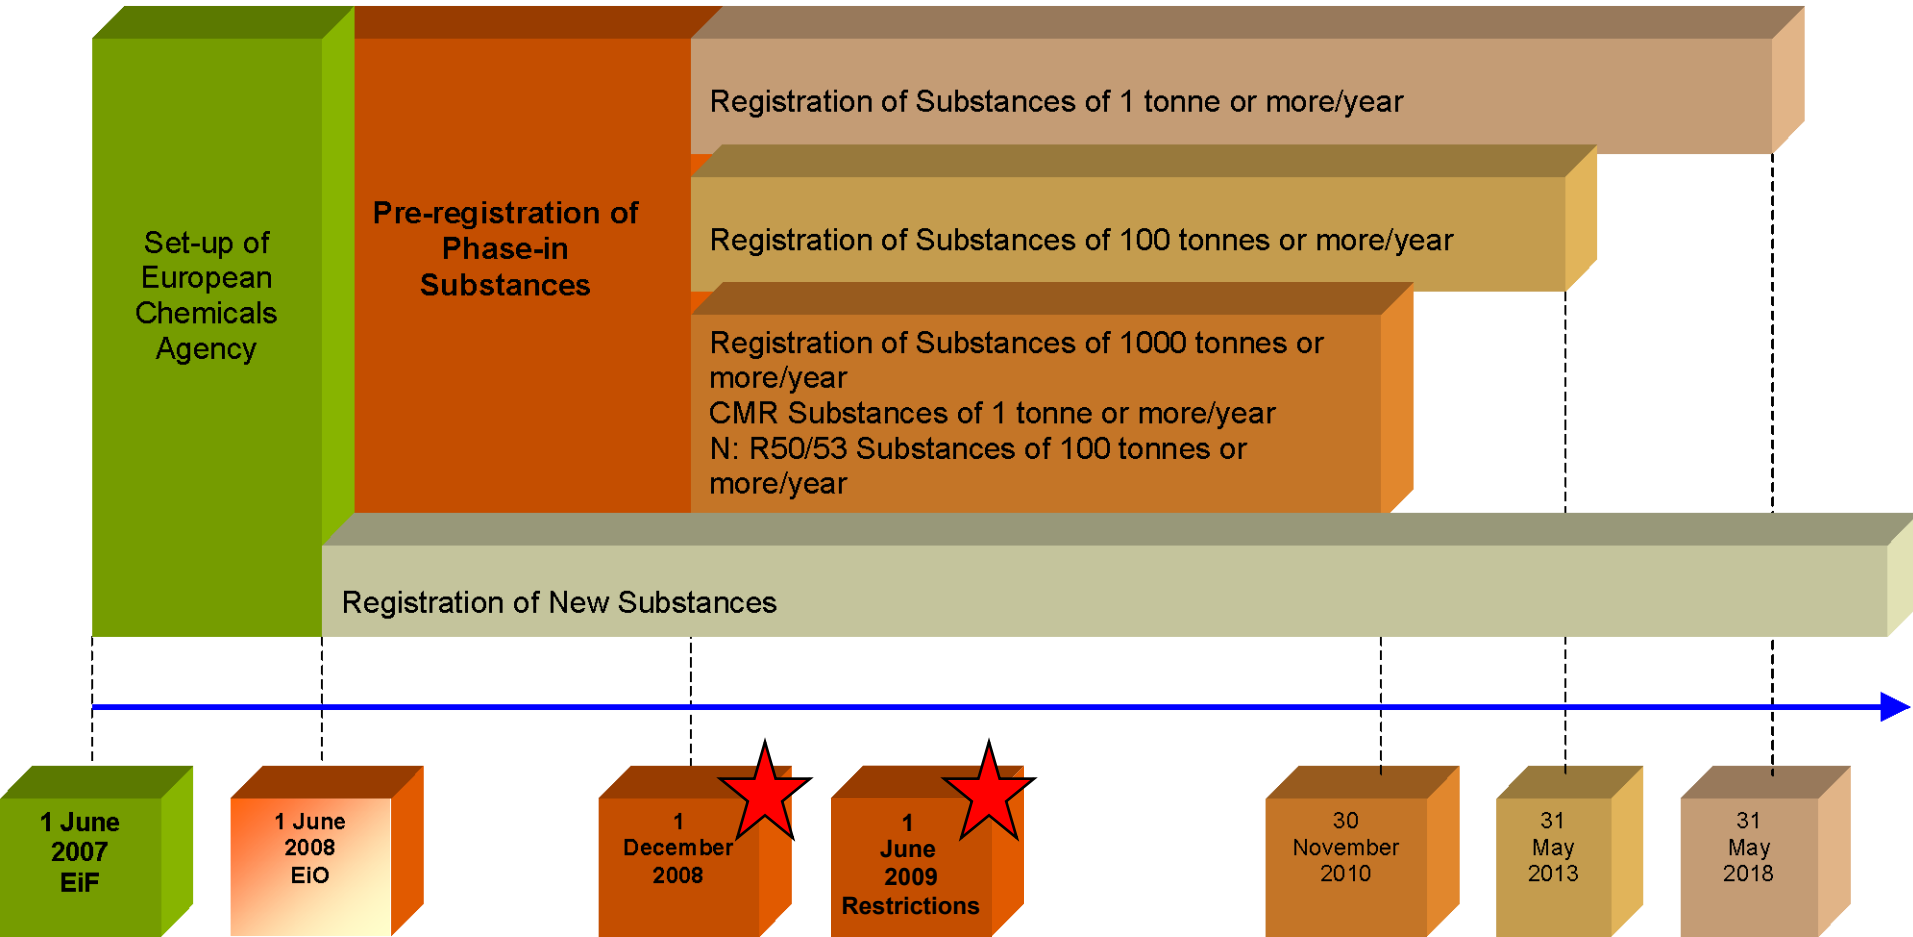 Registration of Substances of 1 tonne or more/year
Pre-registration of
Phase-in
Substances
Set-up of
European
Chemicals
Agency
Registration of Substances of 100 tonnes or more/year
Registration of Substances of 1000 tonnes or
more/year
CMR Substances of 1 tonne or more/year
N: R50/53 Substances of 100 tonnes or
more/year
Registration of New Substances
1 June
2007
EiF
1 June
2008
EiO
1
December
2008
1
June
2009
Restrictions
30
November
2010
31
May
2013
31
May
2018